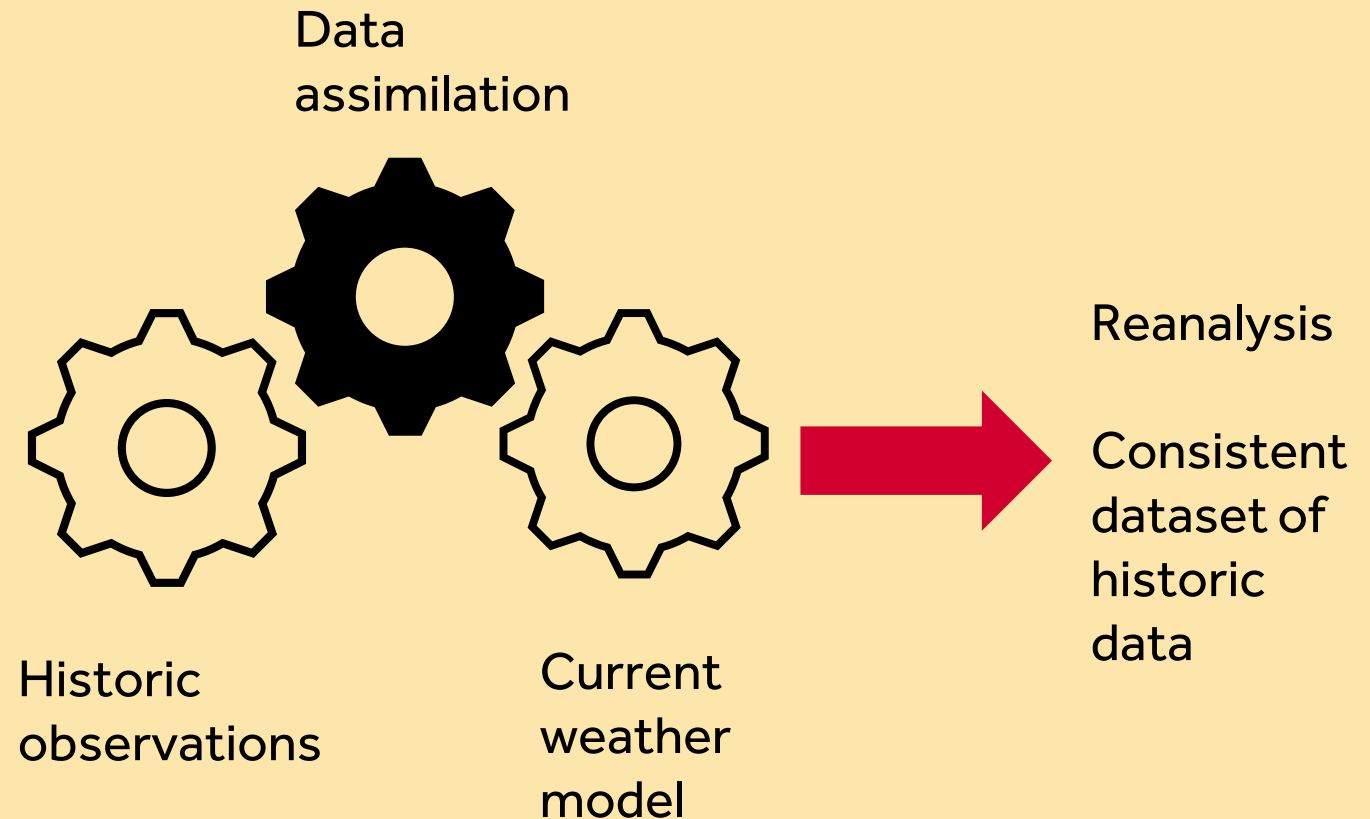 Data
assimilation
Historic
observations
Current
weather
model
Reanalysis
Consistent
dataset of
historic
data